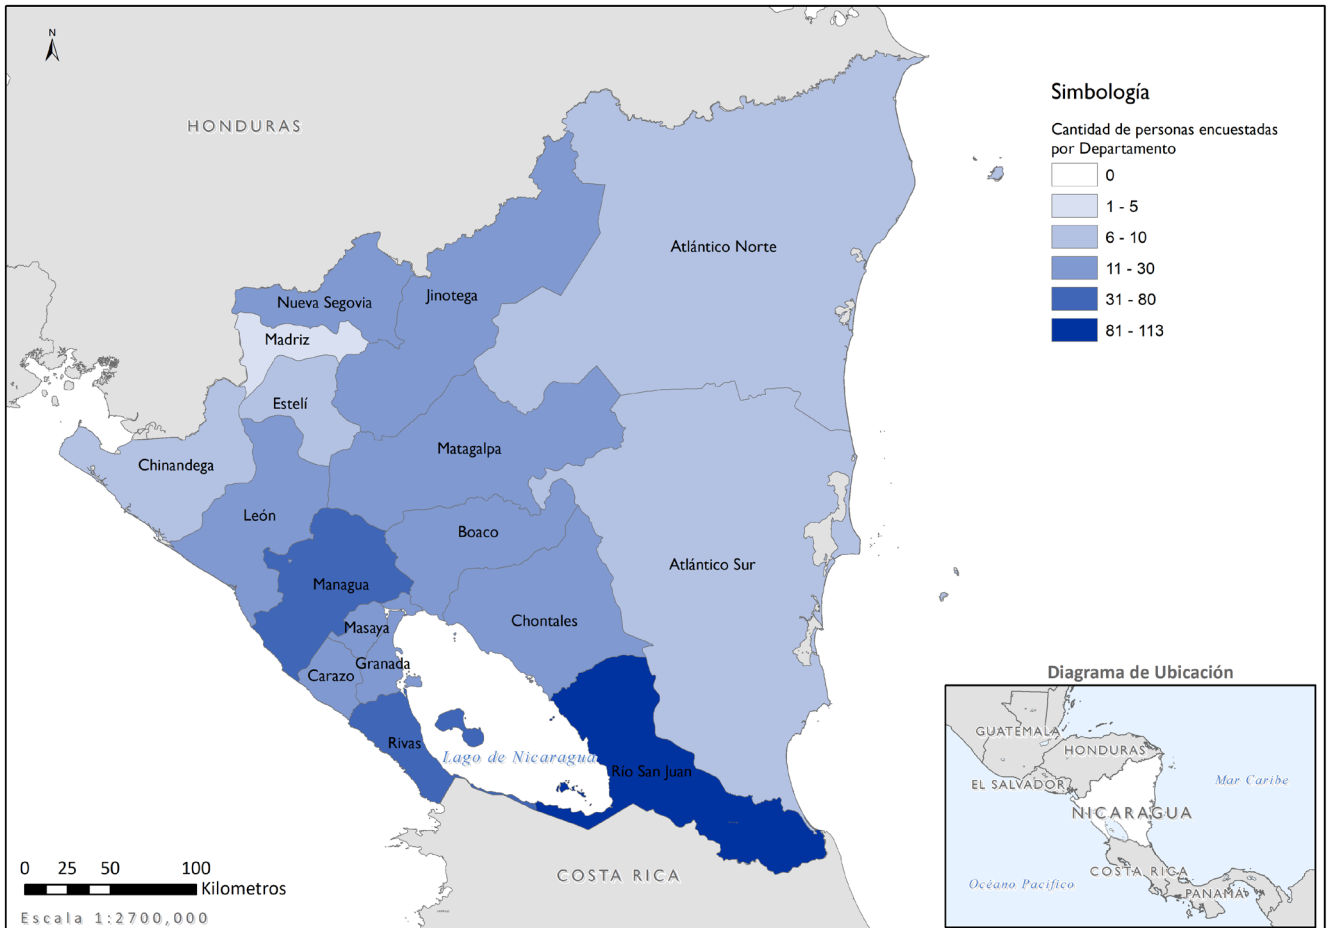 N
HONDURAS
Simbología
Cantidad de personas encuestadas
por Departamento
0
1 - 5
6 - 10
11 - 30
31 - 80
81 - 113
Atlántico Norte
Nueva Segovia
Jinotega
Madriz
Estelí
Chinandega
Matagalpa
León
Boaco
Atlántico Sur
Managua
Chontales
Masaya
Granada
Carazo
Rivas
Lago de Nicaragua
Río San Juan
COSTA RICA
0 25 50 100
Kilometros
Escala 1:2700,000
Diagrama de Ubicación
GUATEMALA
HONDURAS
EL SALVADOR
Mar Caribe
NICARAGUA
COSTA RICA
Océano Pacífico
PANAMÁ